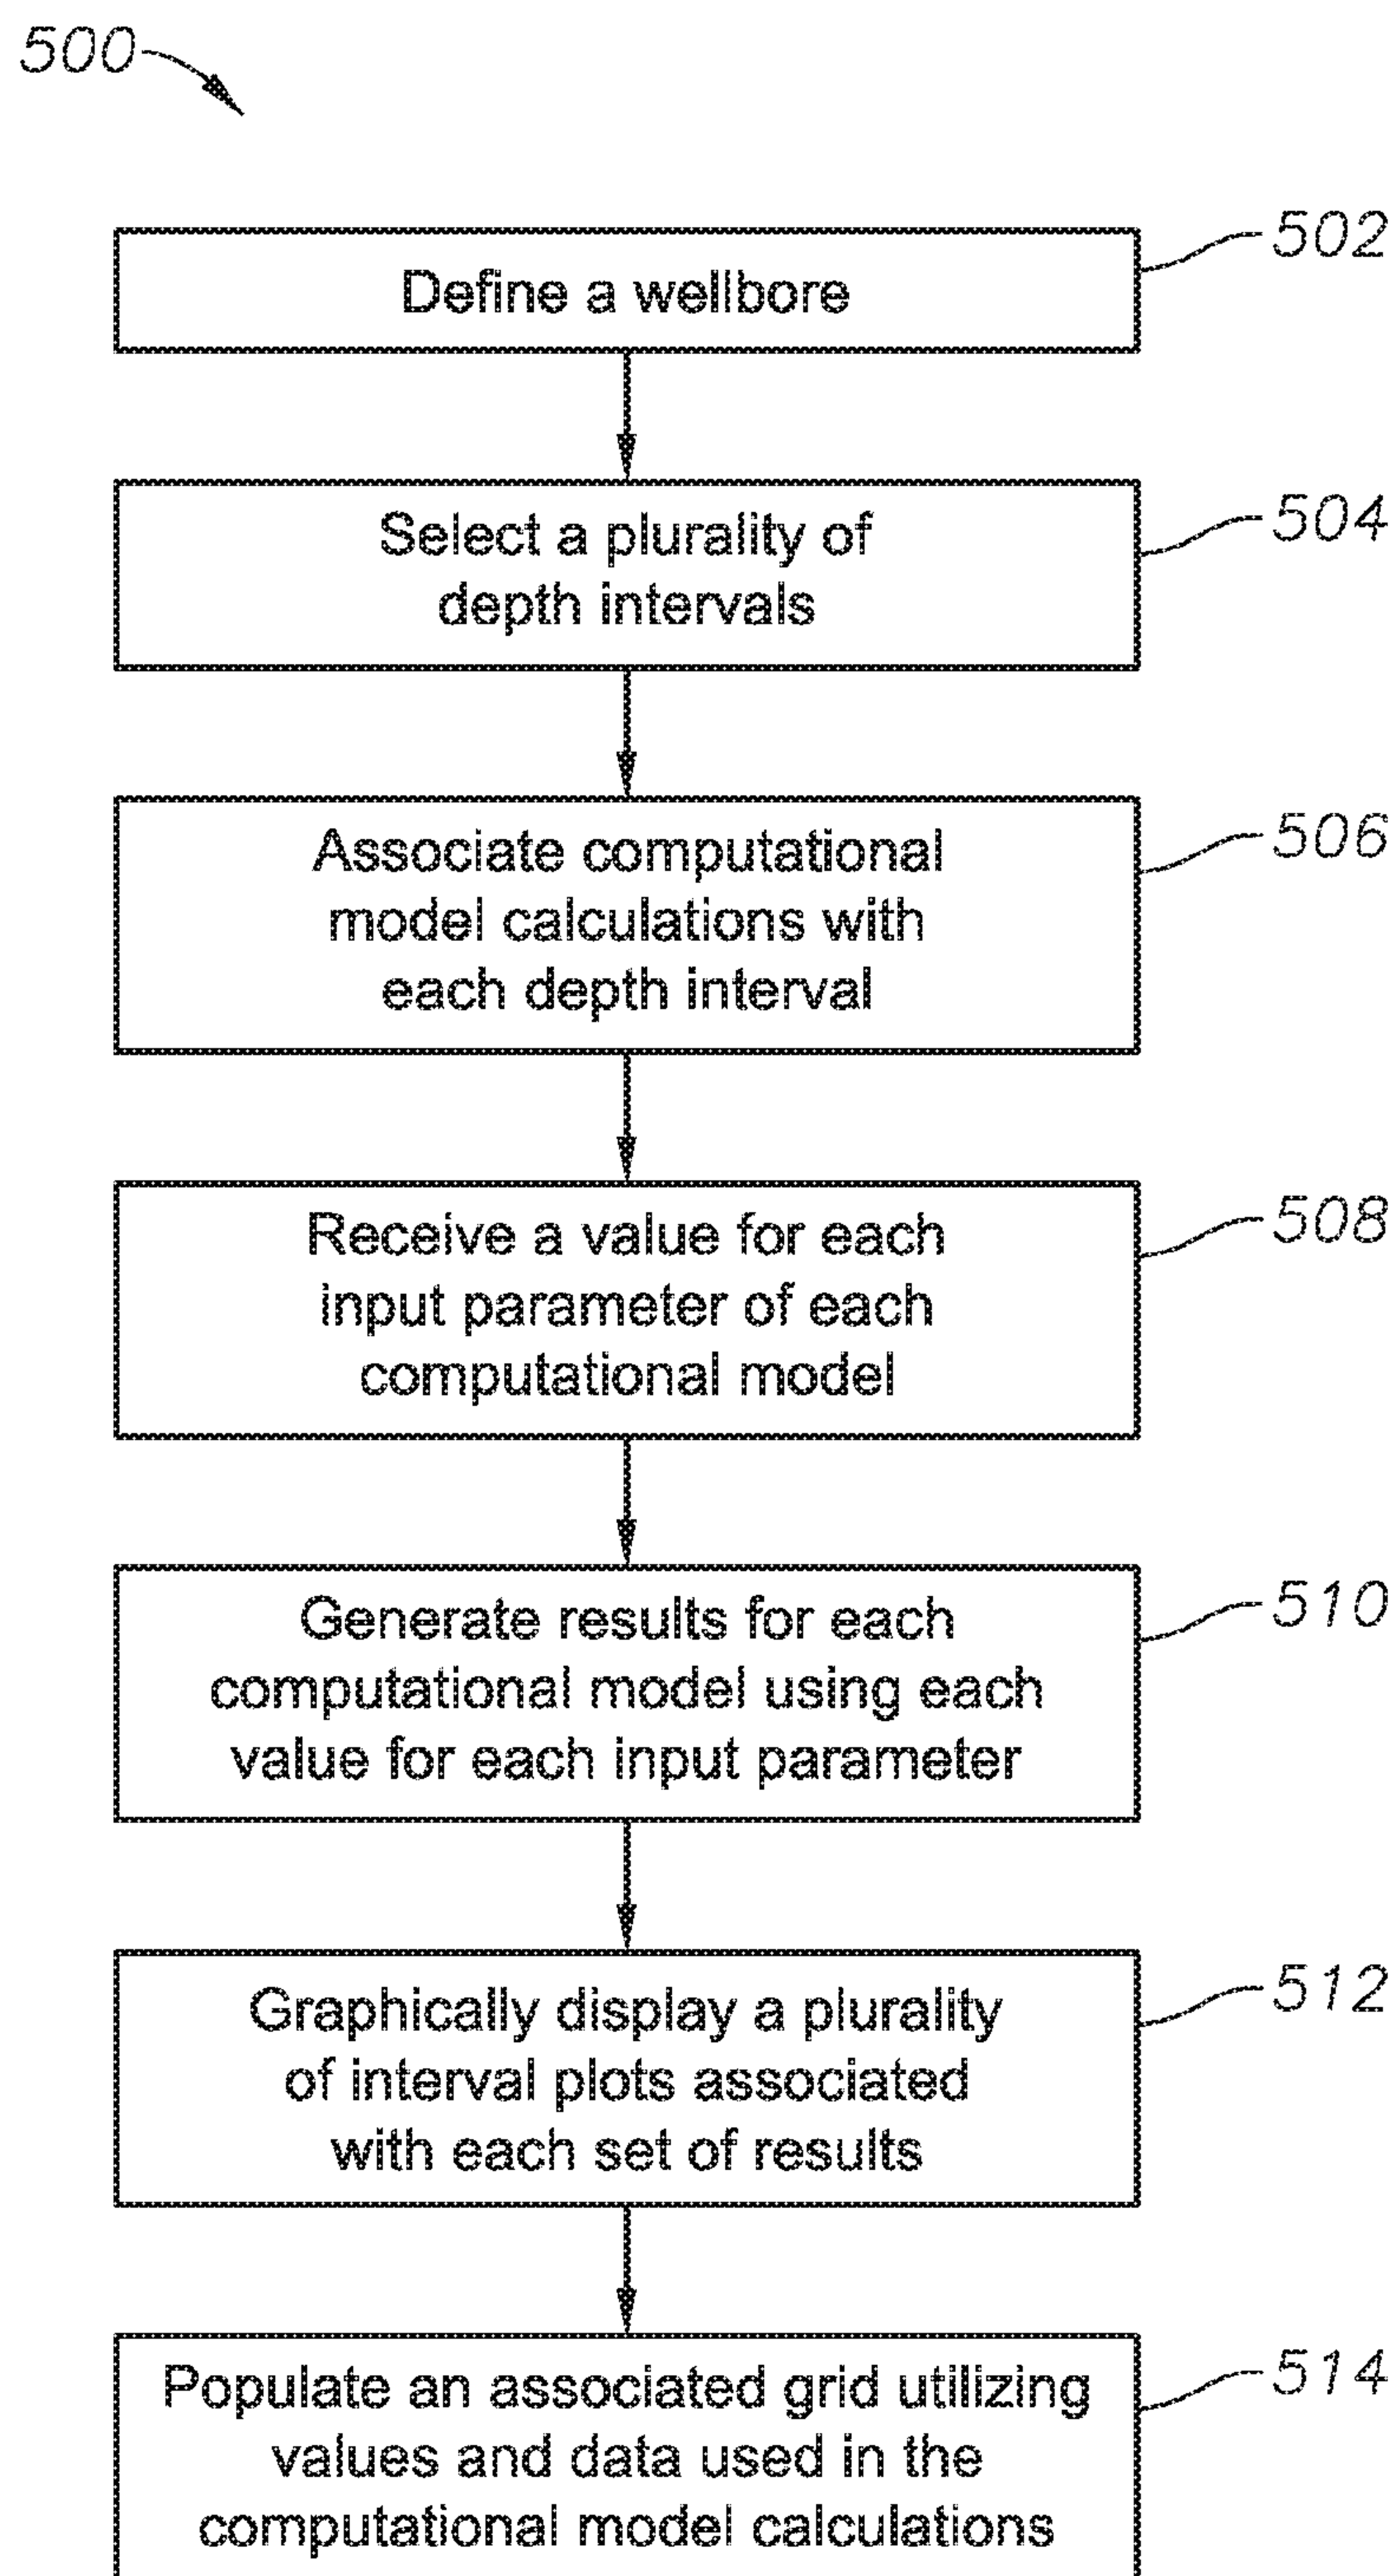 500
Define a wellbore
502
Select a plurality of
depth intervals
504
Associate computational
model calculations with
each depth interval
506
Receive a value for each
input parameter of each
computational model
508
Generate results for each
computational model using each
value for each input parameter
510
Graphically display a plurality
of interval plots associated
with each set of results
512
Populate an associated grid utilizing
values and data used in the
computational model calculations
514